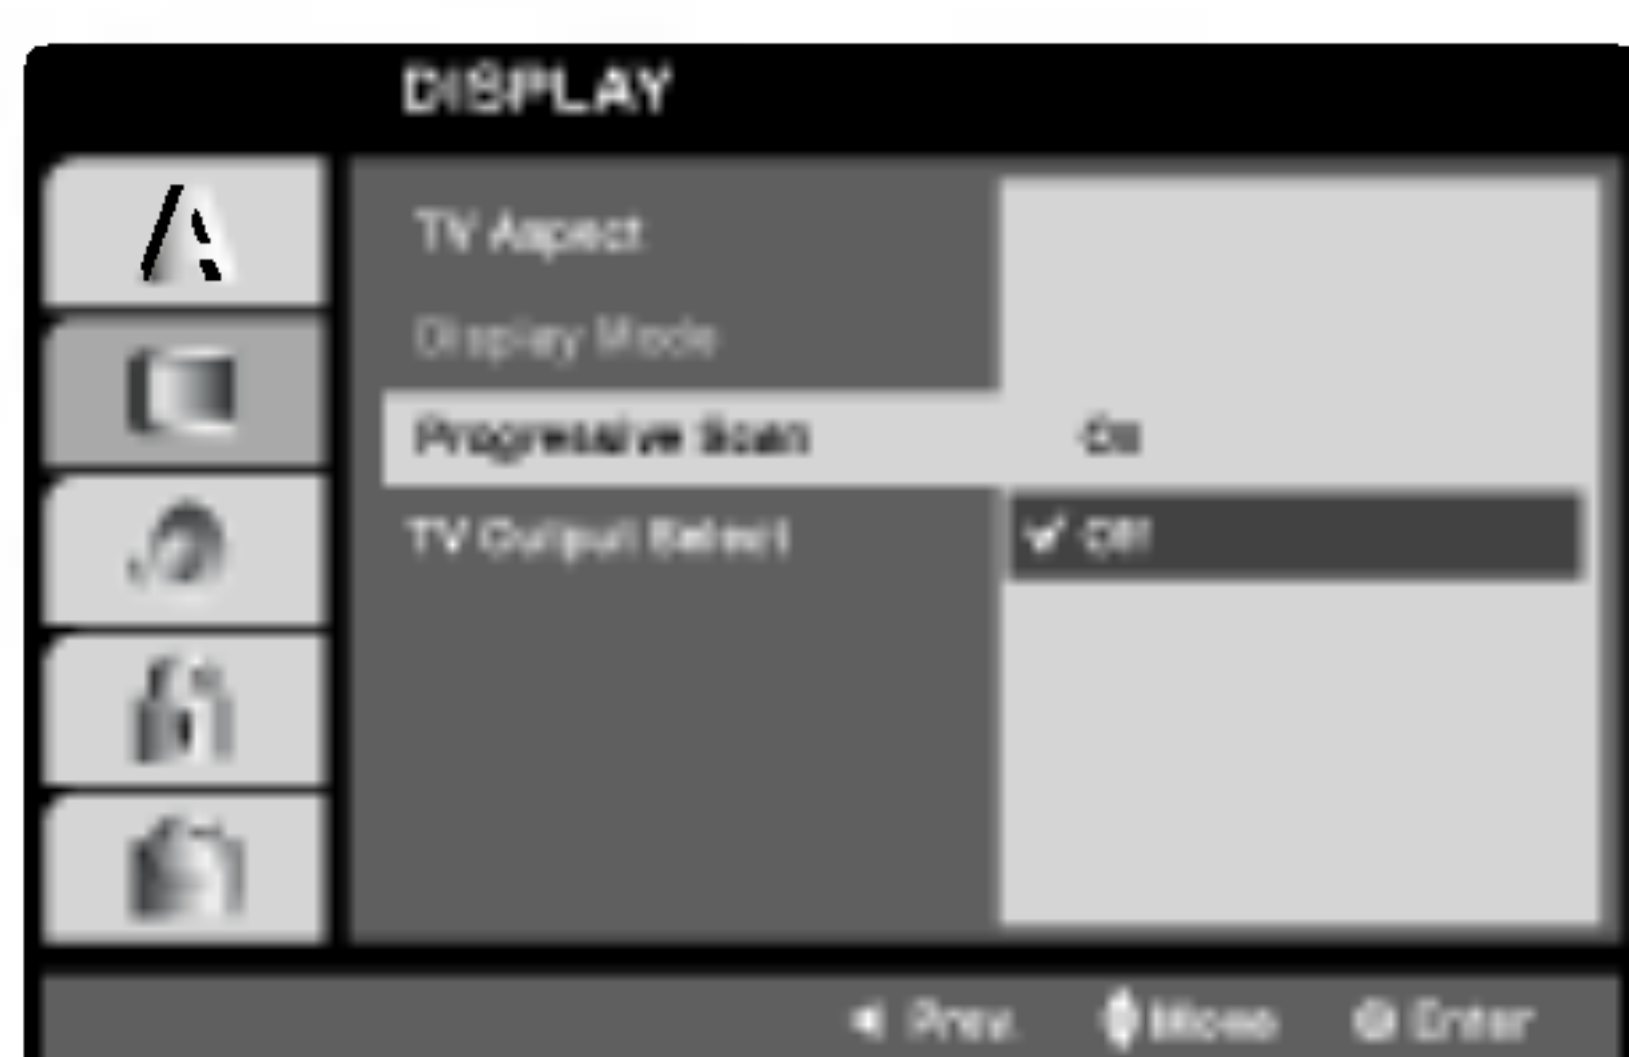 DISPLAY
TV Aspect
Display Mode
Progressive Scan
On
TV Output Select
✔ Off
◀ Prev.
Move
Enter